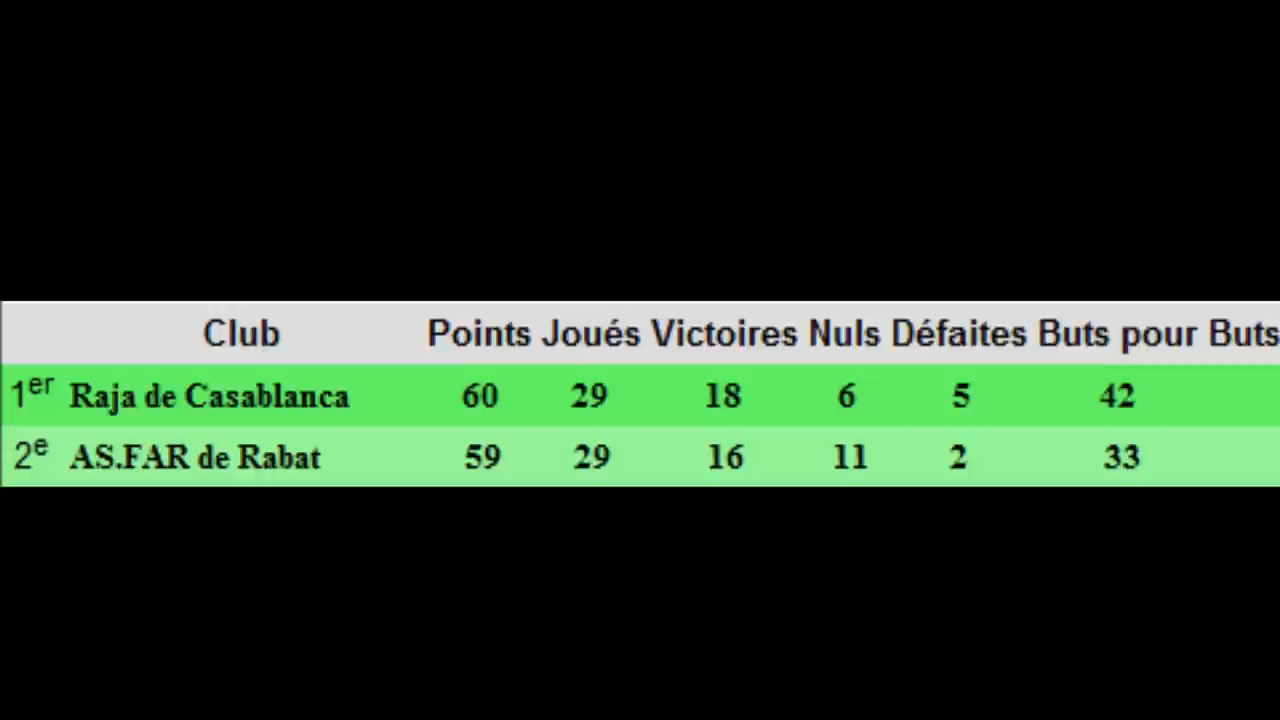 Club Points Joués Victoires Nuls Défaites Buts pour Buts
1er Raja de Casablanca 60 29 18 6 5 42
2e AS.FAR de Rabat 59 29 16 11 2 33